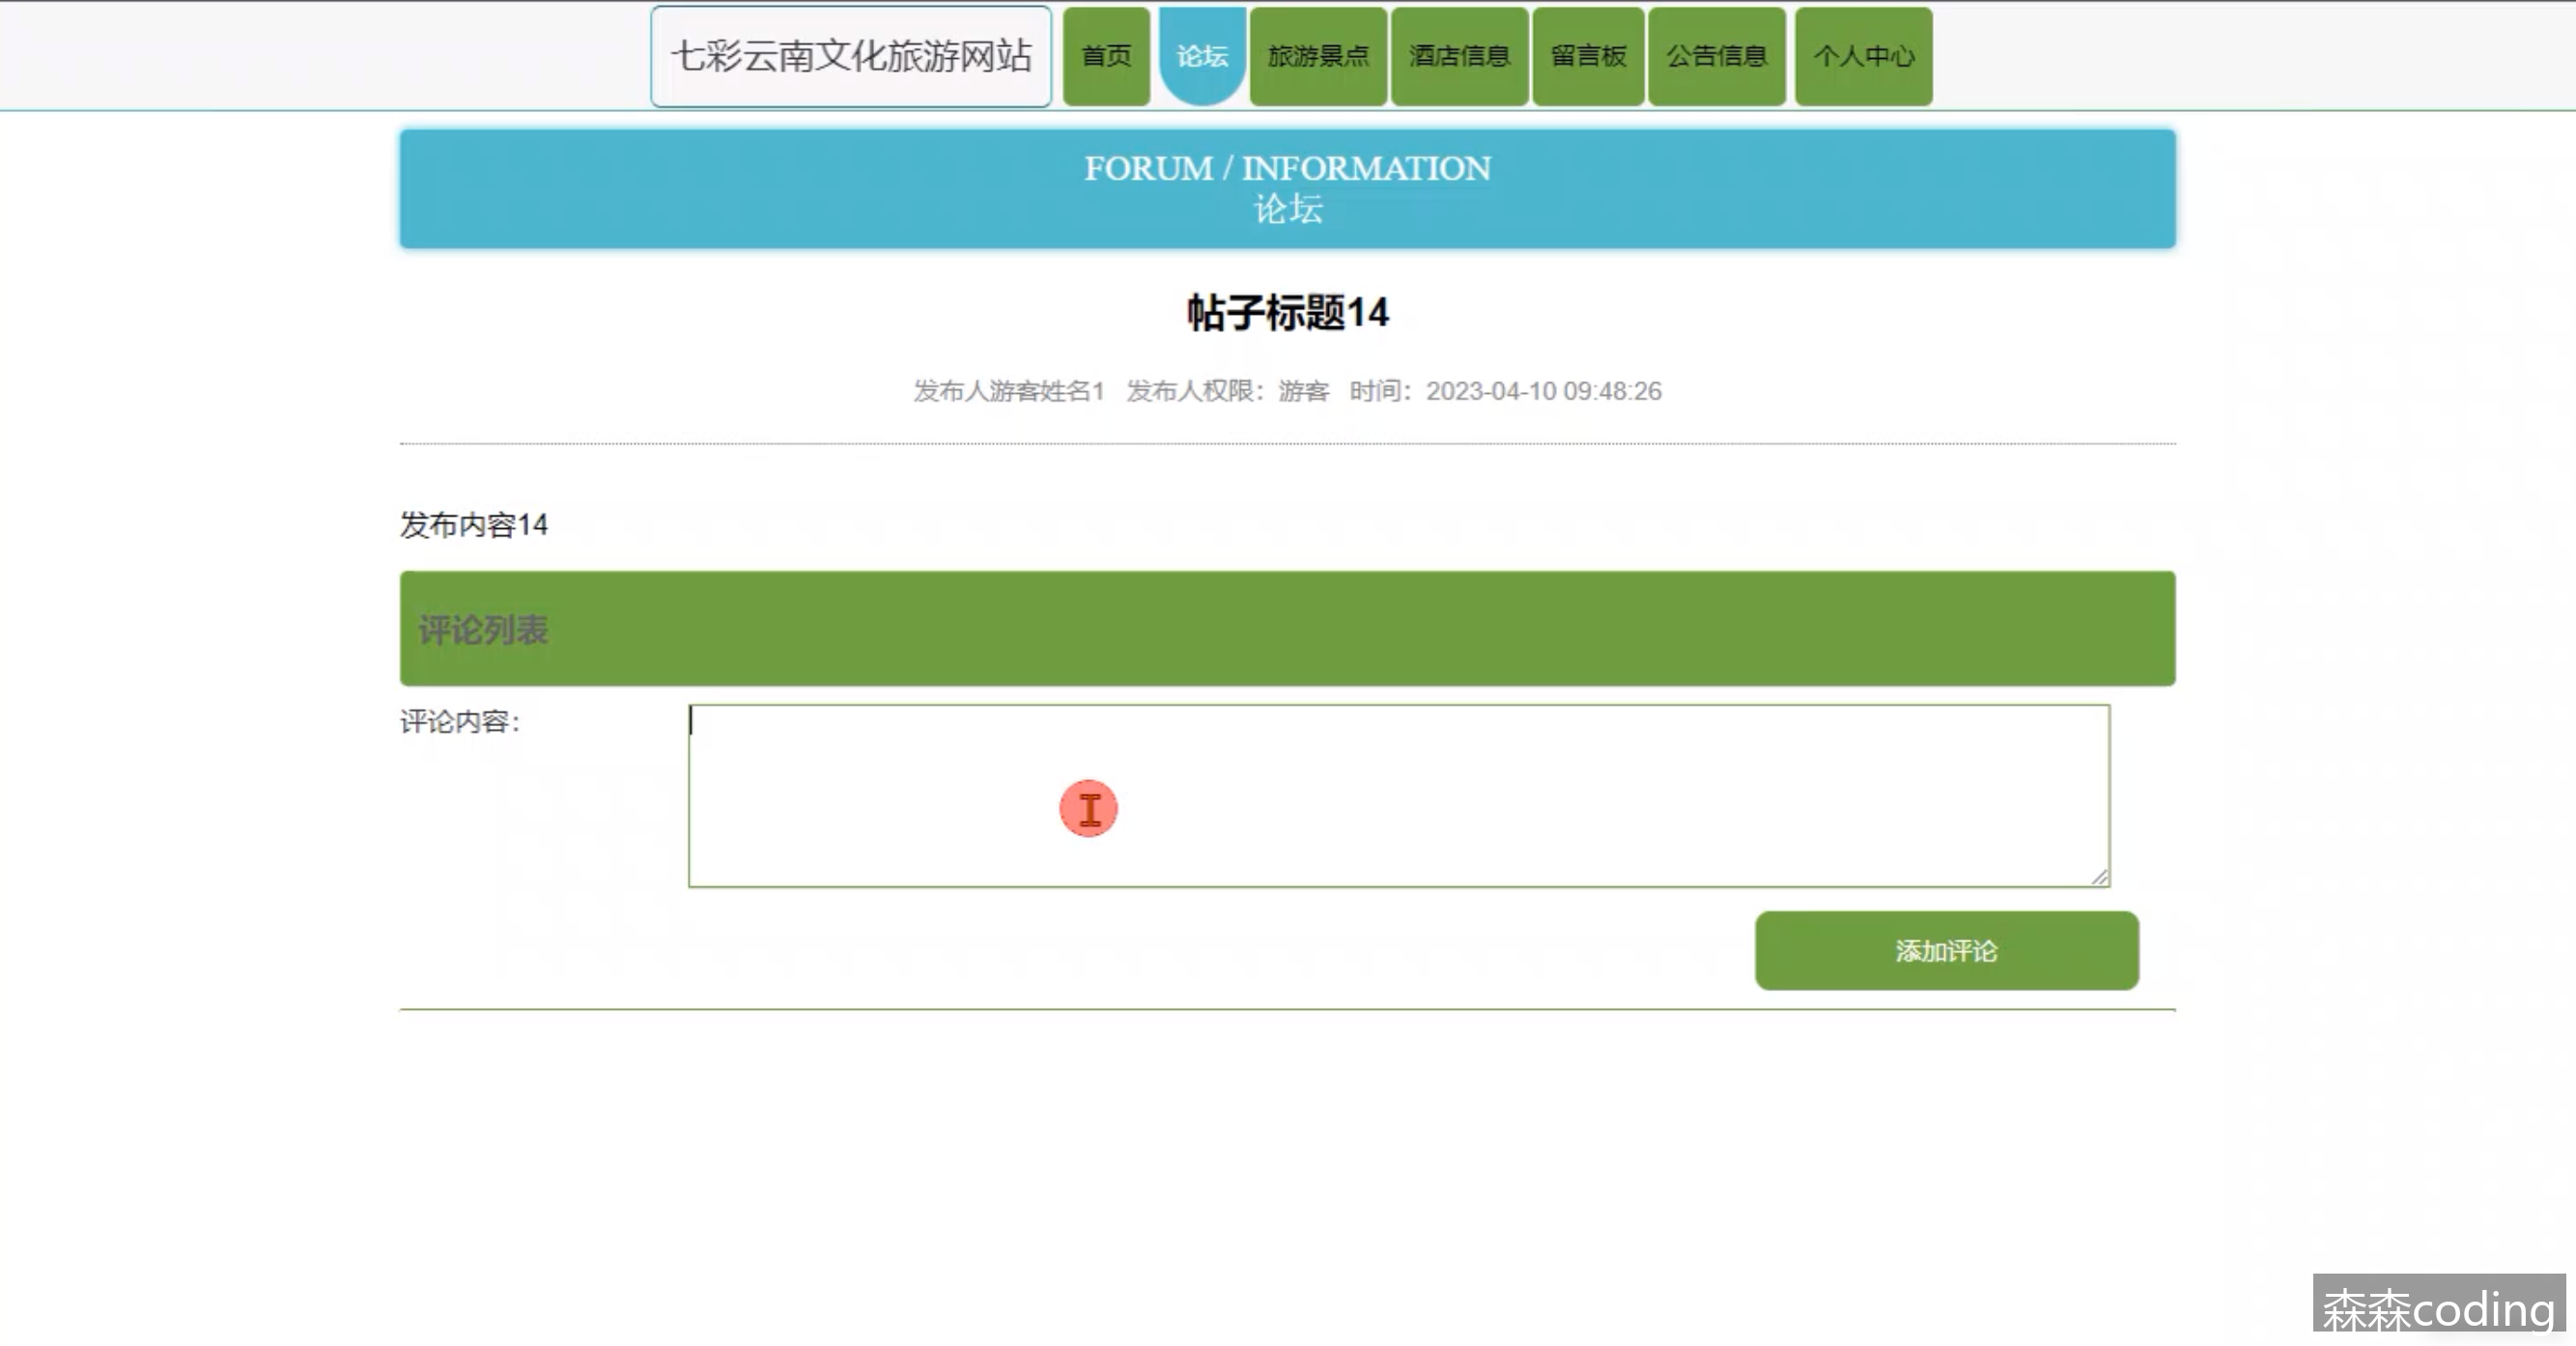 七彩云南文化旅游网站 首页 论坛 旅游景点 酒店信息 留言板 公告信息 个人中心
FORUM / INFORMATION
论坛
帖子标题14
发布人游客姓名1 发布人权限：游客 时间：2023-04-10 09:48:26
发布内容14
评论列表
评论内容：
添加评论
森森coding